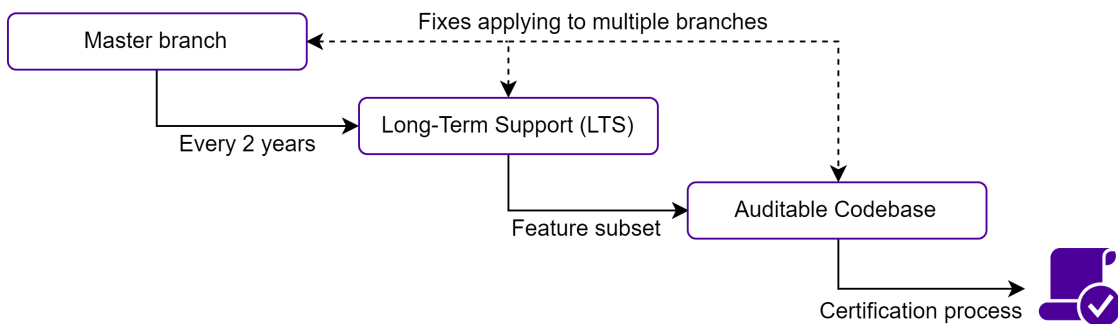 Fixes applying to multiple branches
Master branch
Long-Term Support (LTS)
Every 2 years
Auditable Codebase
Feature subset
Certification process